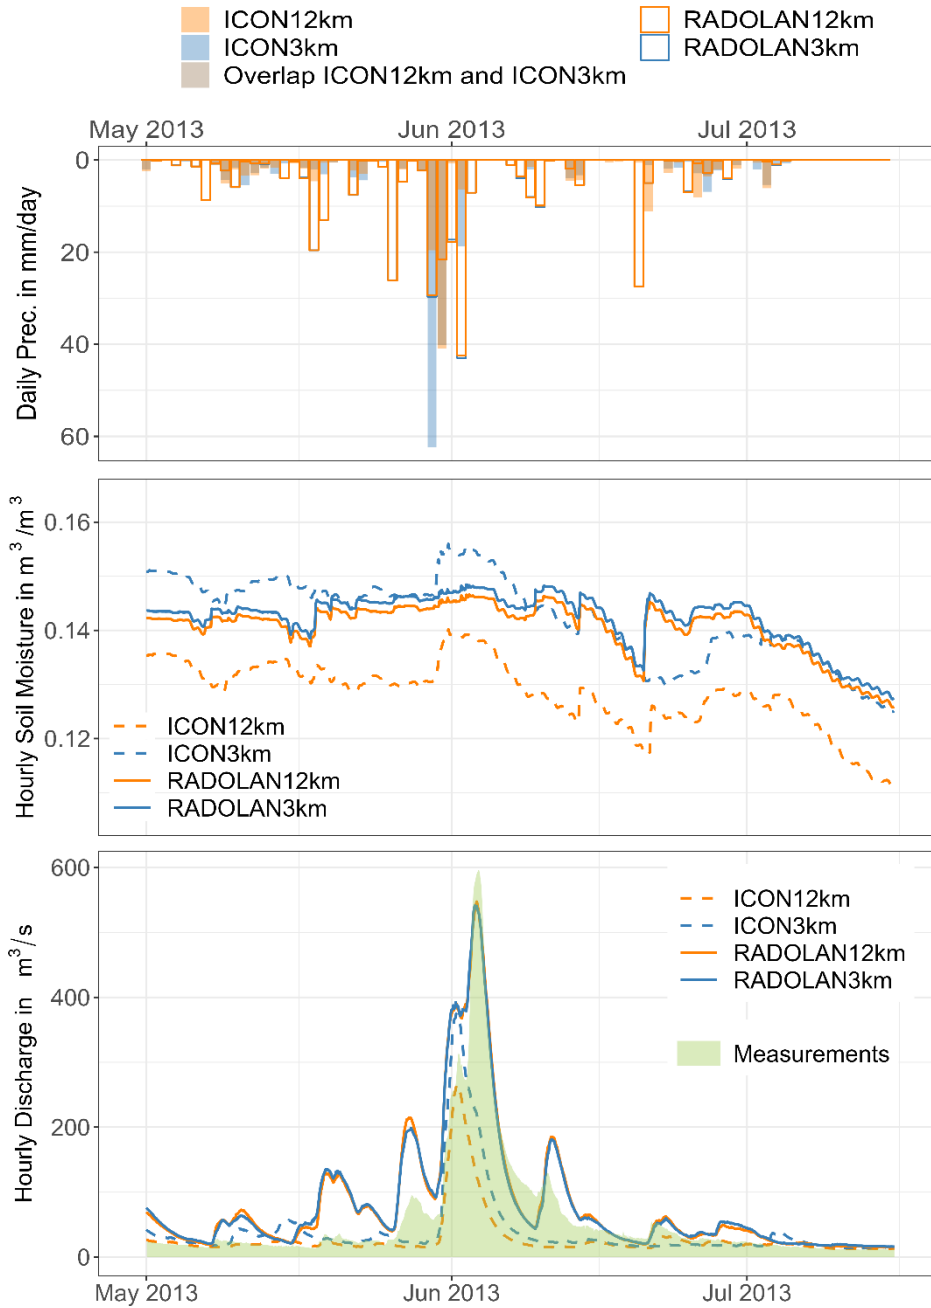 ICON12km
RADOLAN12km
ICON3km
RADOLAN3km
Overlap ICON12km and ICON3km
May 2013
Jun 2013
Jul 2013
0
20
40
60
Daily Prec. in mm/day
0.16
0.14
0.12
Hourly Soil Moisture in m³/m³
ICON12km
ICON3km
RADOLAN12km
RADOLAN3km
600
400
200
0
Hourly Discharge in m³/s
ICON12km
ICON3km
RADOLAN12km
RADOLAN3km
Measurements
May 2013
Jun 2013
Jul 2013